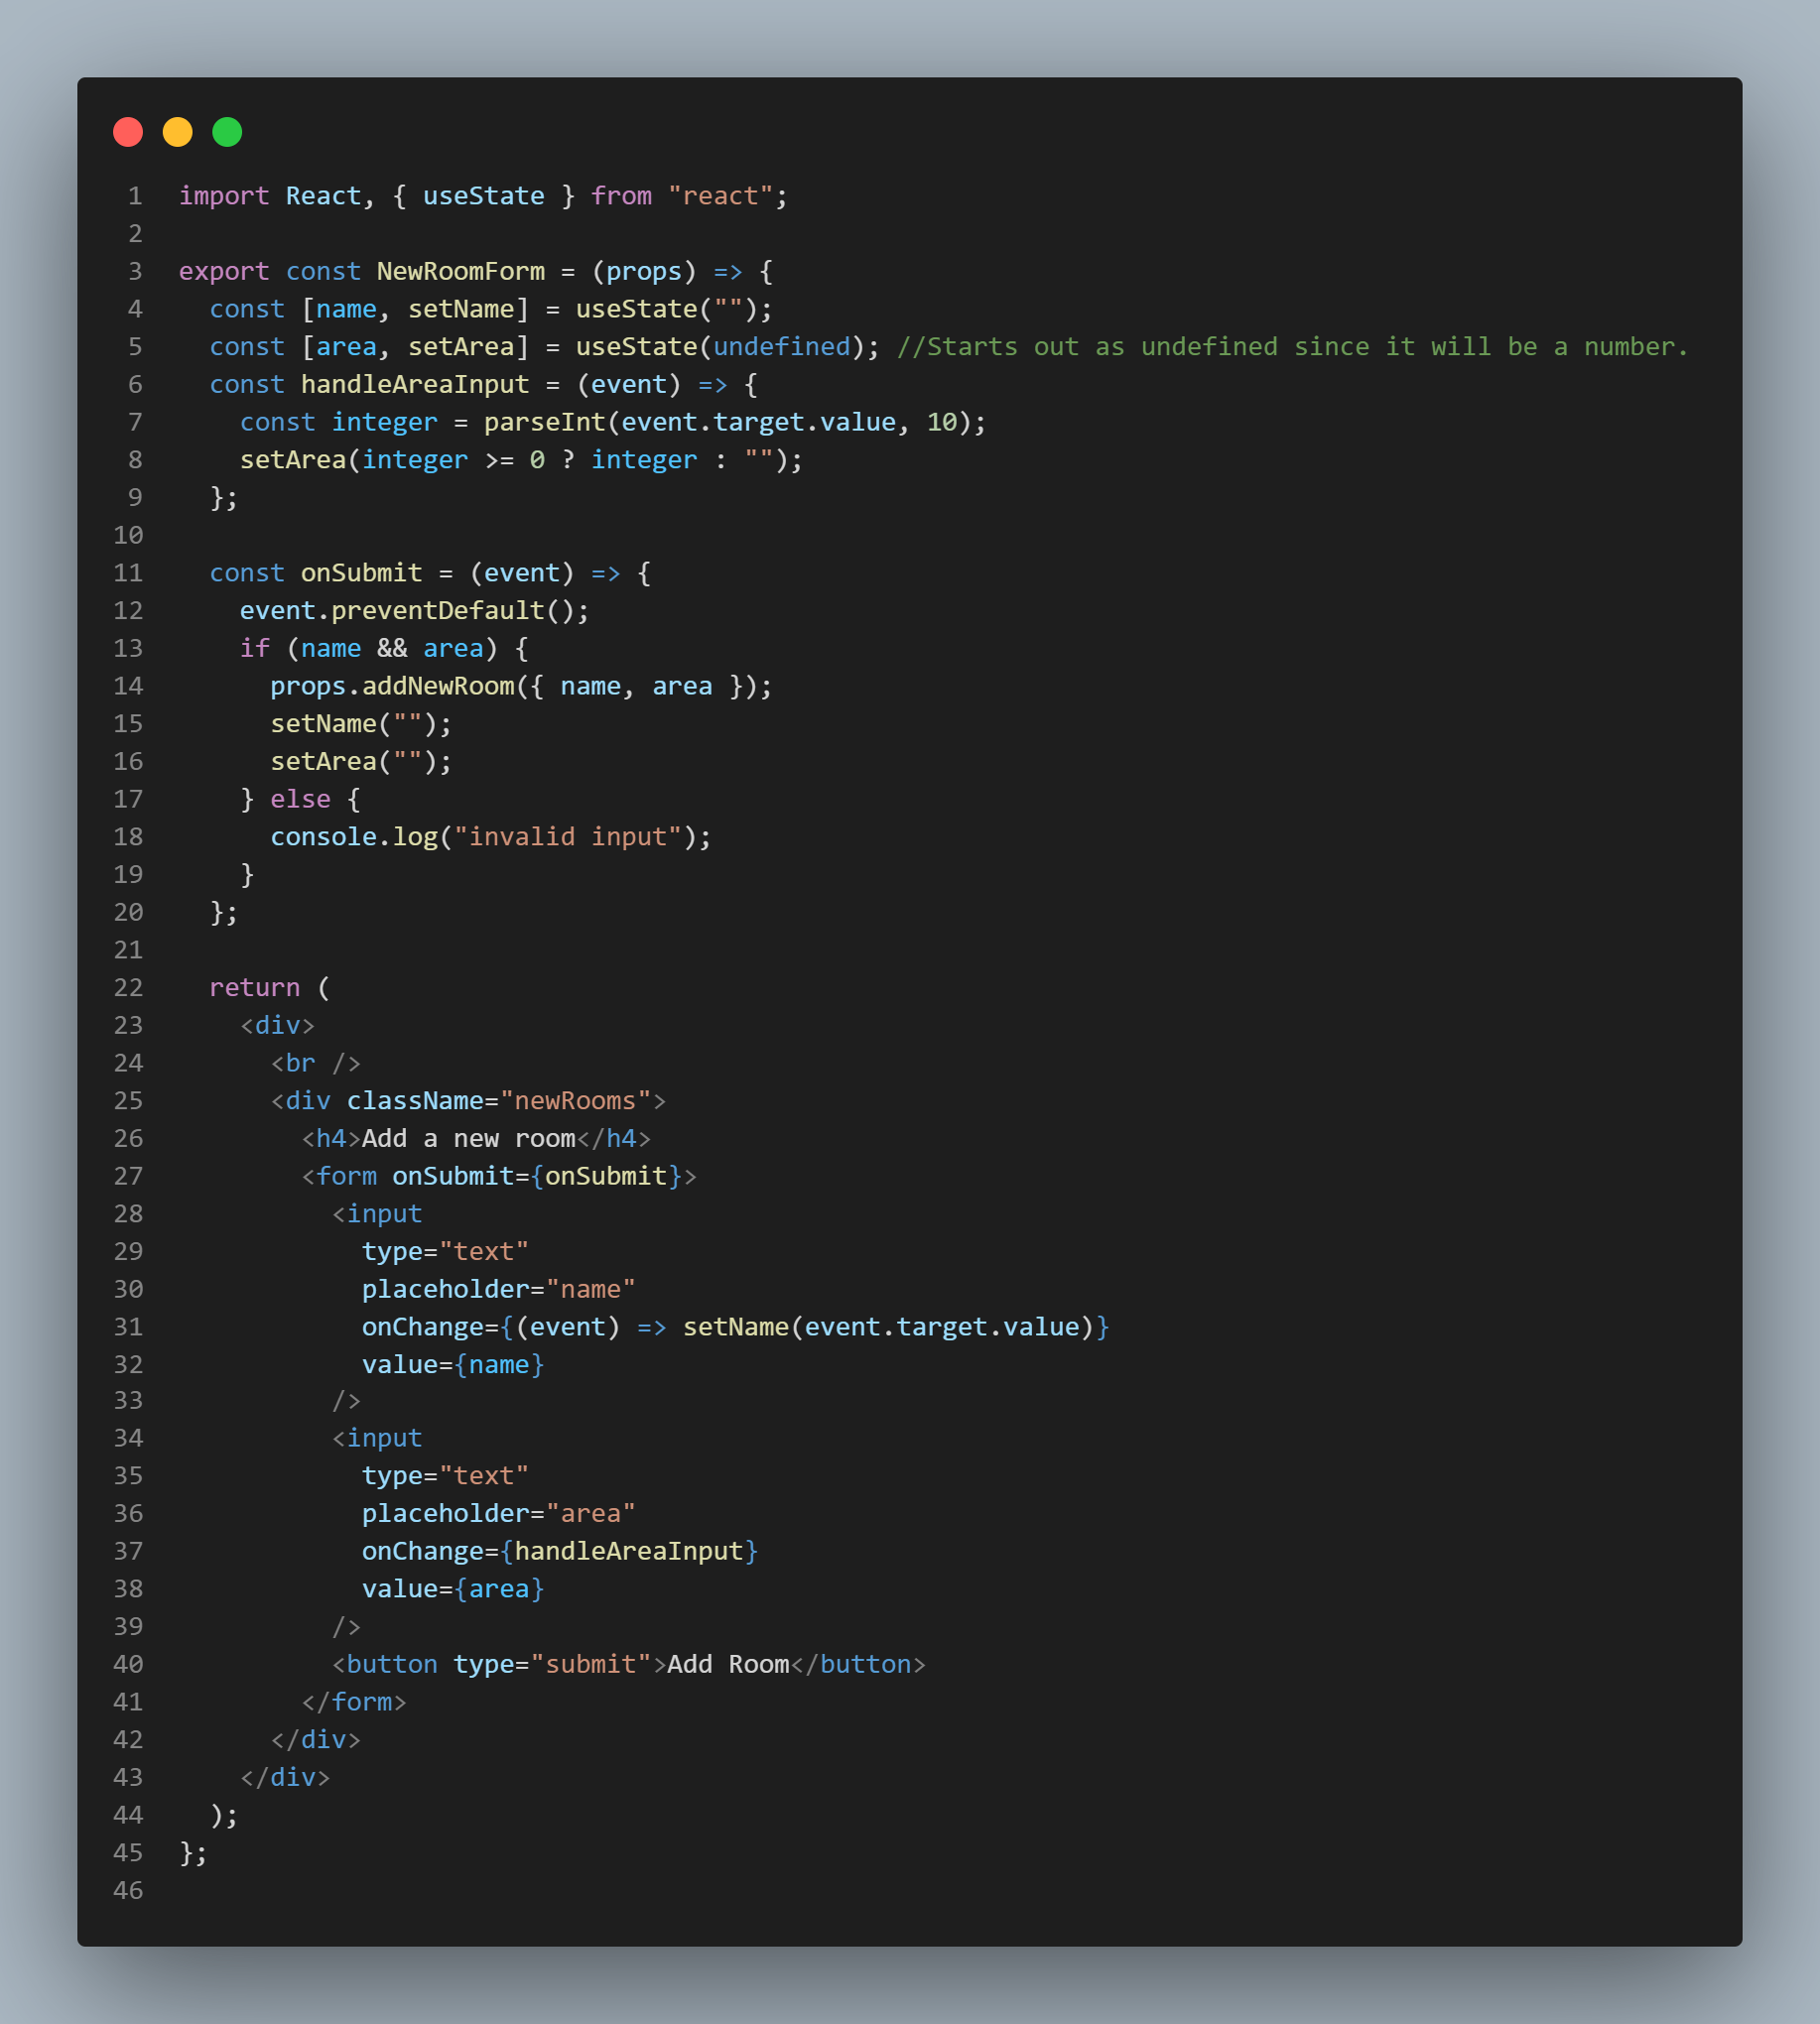 1 import React, { useState } from "react";
2
3 export const NewRoomForm = (props) => {
4   const [name, setName] = useState("");
5   const [area, setArea] = useState(undefined); //Starts out as undefined since it will be a number.
6   const handleAreaInput = (event) => {
7     const integer = parseInt(event.target.value, 10);
8     setArea(integer >= 0 ? integer : "");
9   };
10
11   const onSubmit = (event) => {
12     event.preventDefault();
13     if (name && area) {
14       props.addNewRoom({ name, area });
15       setName("");
16       setArea("");
17     } else {
18       console.log("invalid input");
19     }
20   };
21
22   return (
23     <div>
24       <br />
25       <div className="newRooms">
26         <h4>Add a new room</h4>
27         <form onSubmit={onSubmit}>
28           <input
29             type="text"
30             placeholder="name"
31             onChange={(event) => setName(event.target.value)}
32             value={name}
33           />
34           <input
35             type="text"
36             placeholder="area"
37             onChange={handleAreaInput}
38             value={area}
39           />
40           <button type="submit">Add Room</button>
41         </form>
42       </div>
43     </div>
44   );
45 };
46